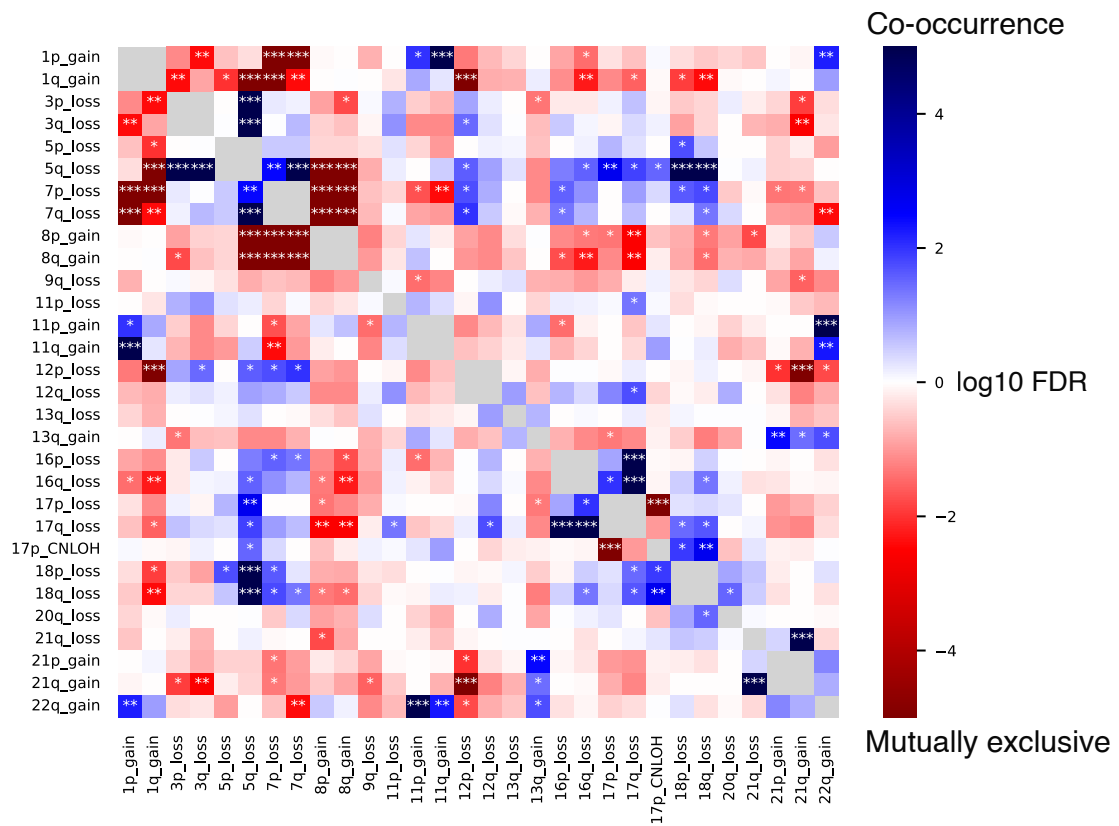 Co-occurrence
1p_gain ** *** *** * *** * **
1q_gain ** * *** *** ** *** ** * * **
3p_loss ** *** * * *
3q_loss ** *** * **
5p_loss * *
5q_loss *** *** *** ** *** *** *** * * ** * * *** ***
7p_loss *** *** ** *** *** * ** * * * * * *
7q_loss *** ** *** *** *** * * * **
8p_gain *** *** *** * * ** * *
8q_gain * *** *** *** * ** ** *
9q_loss * *
11p_loss *
11p_gain * * * * ***
11q_gain *** ** **
12p_loss *** * * * * * *** *
12q_loss *
13q_loss
13q_gain * * ** * *
16p_loss * * * * ***
16q_loss * ** * * ** * *** *
17p_loss ** * * * ***
17q_loss * * ** ** * * *** *** * *
17p_CNLOH * *** * **
18p_loss * * *** * * *
18q_loss ** *** * * * * * * ** *
20q_loss *
21q_loss * ***
21p_gain * * **
21q_gain * ** * * *** * ***
22q_gain ** ** *** ** * *
1p_gain
1q_gain
3p_loss
3q_loss
5p_loss
5q_loss
7p_loss
7q_loss
8p_gain
8q_gain
9q_loss
11p_loss
11p_gain
11q_gain
12p_loss
12q_loss
13q_loss
13q_gain
16p_loss
16q_loss
17p_loss
17q_loss
17p_CNLOH
18p_loss
18q_loss
20q_loss
21q_loss
21p_gain
21q_gain
22q_gain
4
2
0
−2
−4
log10 FDR
Mutually exclusive